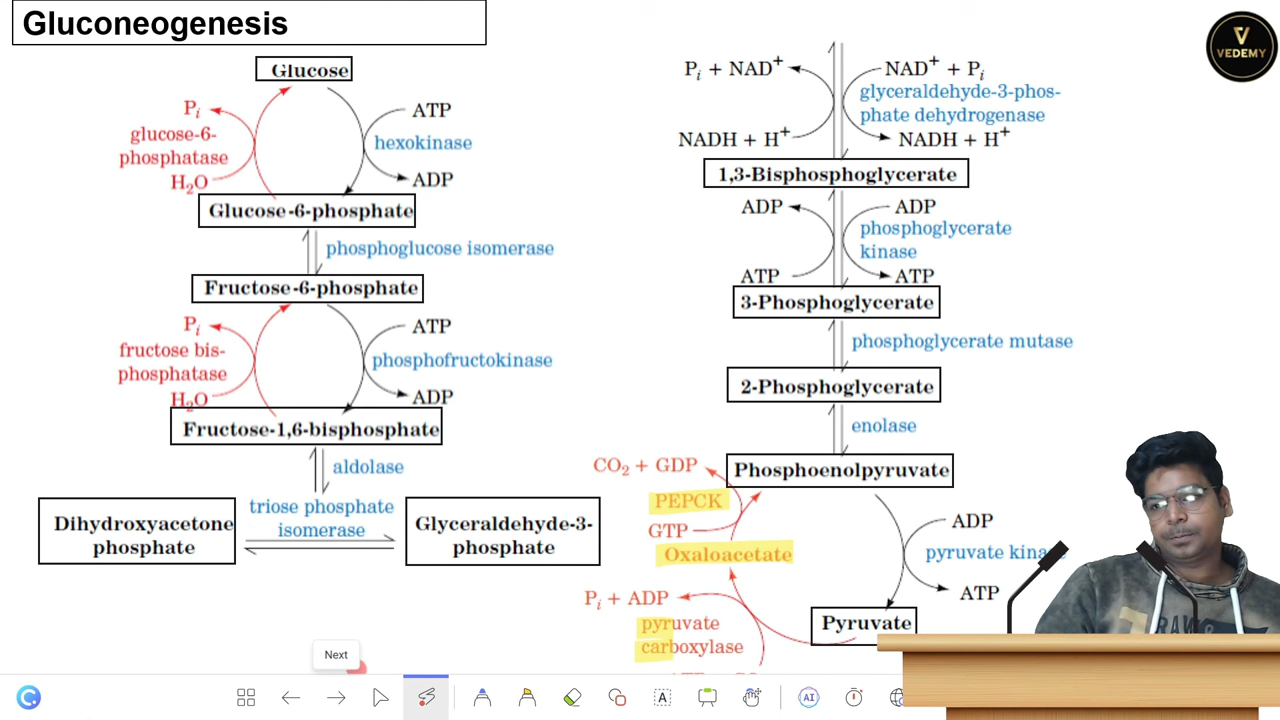 Gluconeogenesis
VEDEMY
Glucose
Pi
ATP
glucose-6-
phosphatase
hexokinase
H2O
ADP
Glucose-6-phosphate
phosphoglucose isomerase
Fructose-6-phosphate
Pi
ATP
fructose bis-
phosphatase
phosphofructokinase
H2O
ADP
Fructose-1,6-bisphosphate
aldolase
Dihydroxyacetone
phosphate
triose phosphate
isomerase
Glyceraldehyde-3-
phosphate
Pi + NAD+
NAD+ + Pi
glyceraldehyde-3-phos-
phate dehydrogenase
NADH + H+
NADH + H+
1,3-Bisphosphoglycerate
ADP
ADP
phosphoglycerate
kinase
ATP
ATP
3-Phosphoglycerate
phosphoglycerate mutase
2-Phosphoglycerate
enolase
CO2 + GDP
Phosphoenolpyruvate
PEPCK
GTP
ADP
Oxaloacetate
pyruvate kina
ATP
Pi + ADP
pyruvate
carboxylase
Pyruvate
Next
A
AI